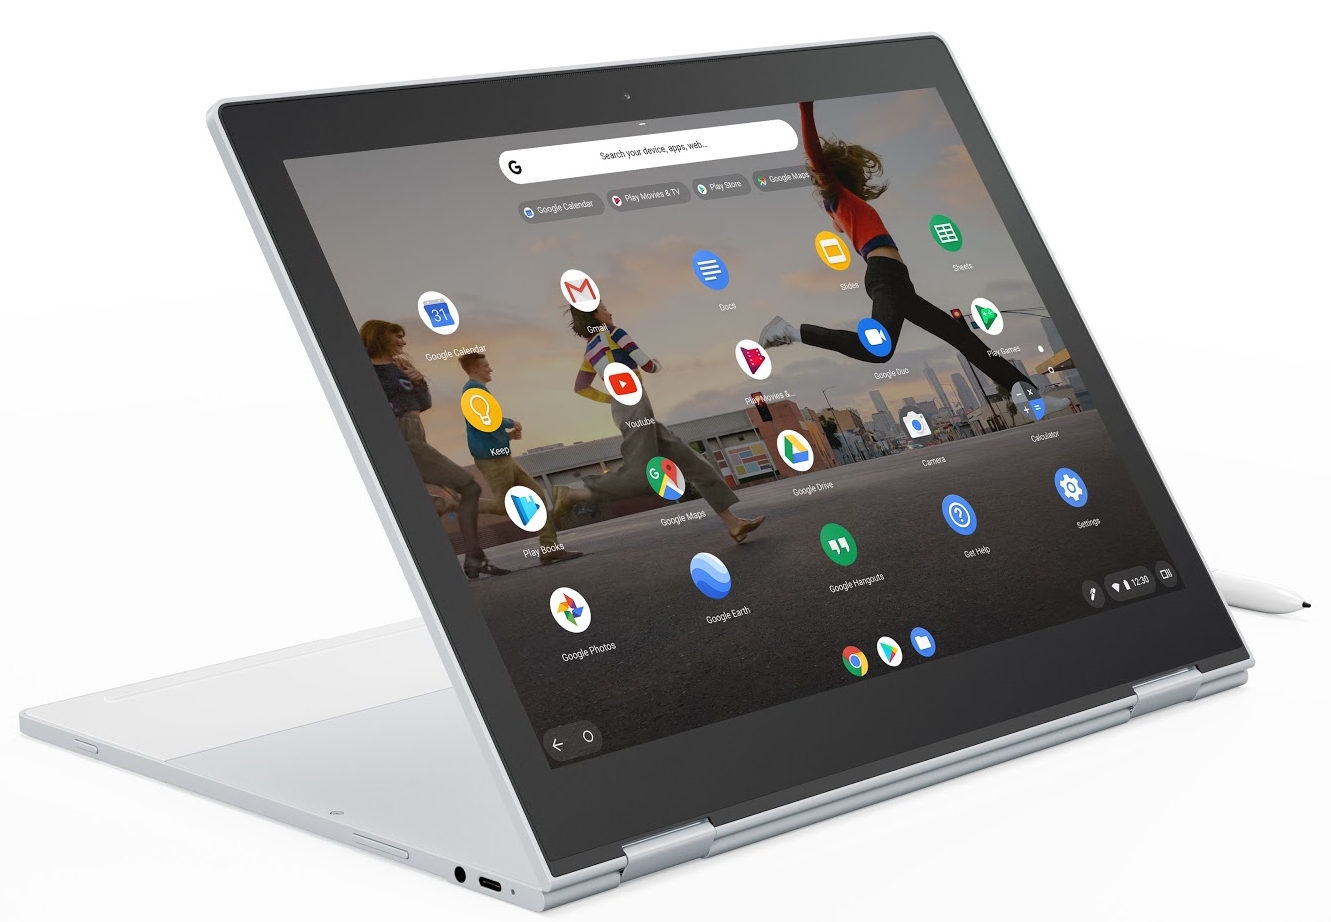 G Search your device, apps, web...
Google Calendar Play Movies & TV Play Store Google Maps
31
Google Calendar
Gmail
Docs
Slides
Sheets
Keep
Youtube
Play Movies &...
Google Duo
Play Games
Play Books
G
Google Maps
Google Drive
Camera
Calculator
Google Photos
Google Earth
Google Hangouts
?
Get Help
Settings
12:30